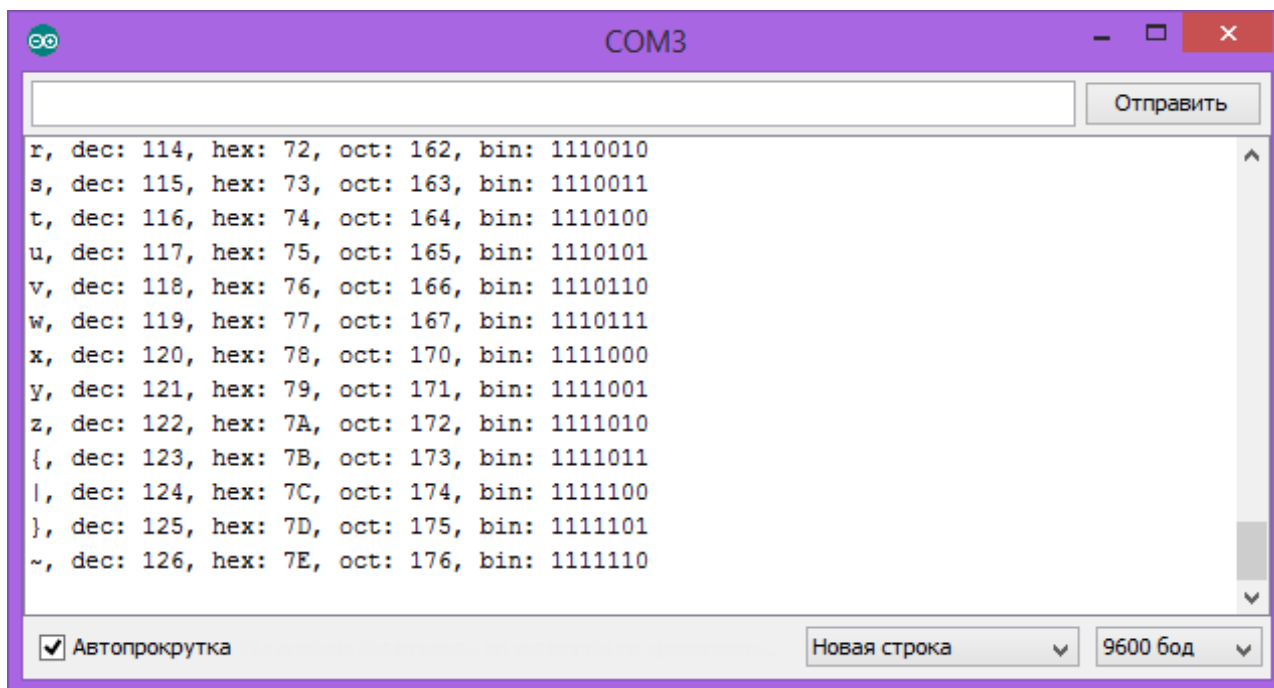 COM3
Отправить
r, dec: 114, hex: 72, oct: 162, bin: 1110010
s, dec: 115, hex: 73, oct: 163, bin: 1110011
t, dec: 116, hex: 74, oct: 164, bin: 1110100
u, dec: 117, hex: 75, oct: 165, bin: 1110101
v, dec: 118, hex: 76, oct: 166, bin: 1110110
w, dec: 119, hex: 77, oct: 167, bin: 1110111
x, dec: 120, hex: 78, oct: 170, bin: 1111000
y, dec: 121, hex: 79, oct: 171, bin: 1111001
z, dec: 122, hex: 7A, oct: 172, bin: 1111010
{, dec: 123, hex: 7B, oct: 173, bin: 1111011
|, dec: 124, hex: 7C, oct: 174, bin: 1111100
}, dec: 125, hex: 7D, oct: 175, bin: 1111101
~, dec: 126, hex: 7E, oct: 176, bin: 1111110
Автопрокрутка Новая строка 9600 бод